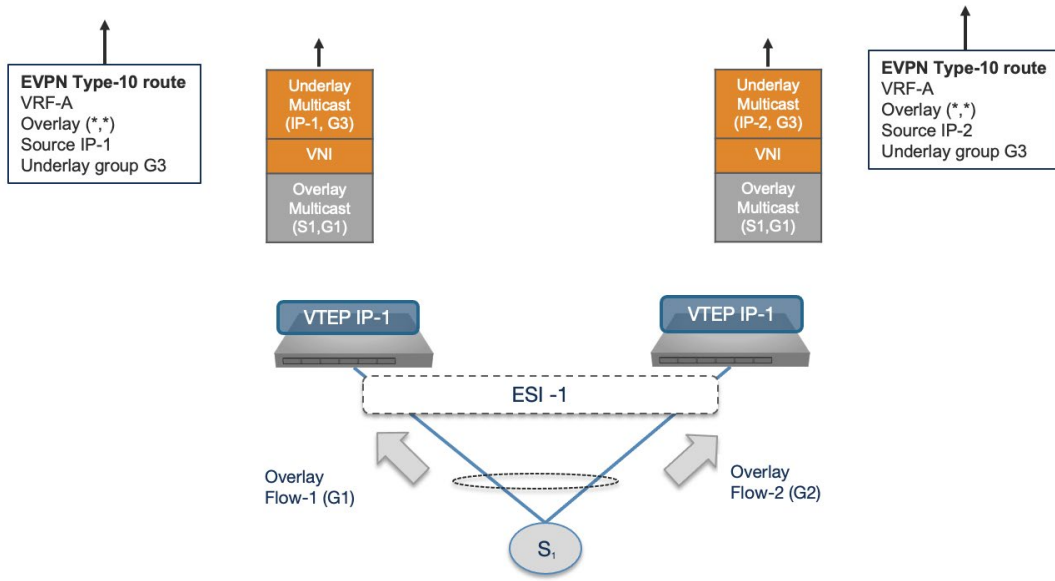 EVPN Type-10 route
VRF-A
Overlay (*,*)
Source IP-1
Underlay group G3
Underlay
Multicast
(IP-1, G3)
VNI
Overlay
Multicast
(S1,G1)
Underlay
Multicast
(IP-2, G3)
VNI
Overlay
Multicast
(S1,G1)
EVPN Type-10 route
VRF-A
Overlay (*,*)
Source IP-2
Underlay group G3
VTEP IP-1
VTEP IP-1
ESI -1
Overlay
Flow-1 (G1)
Overlay
Flow-2 (G2)
S₁